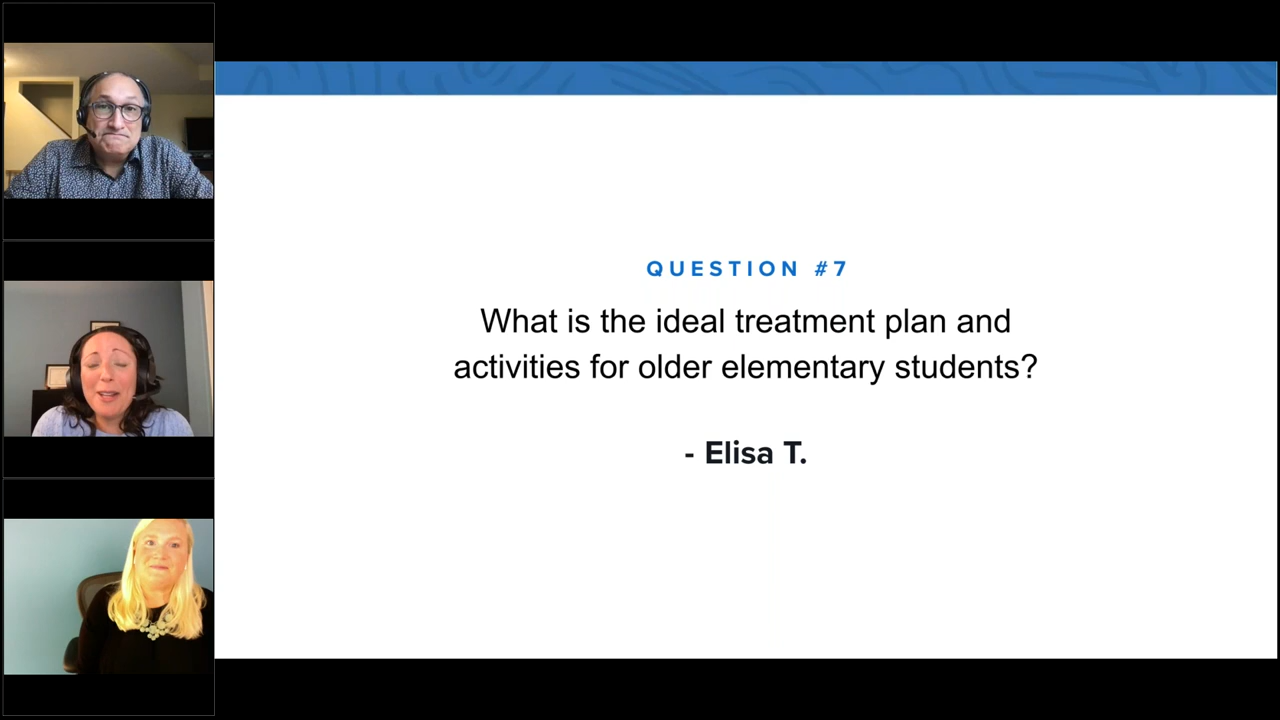 QUESTION #7
What is the ideal treatment plan and
activities for older elementary students?
- Elisa T.